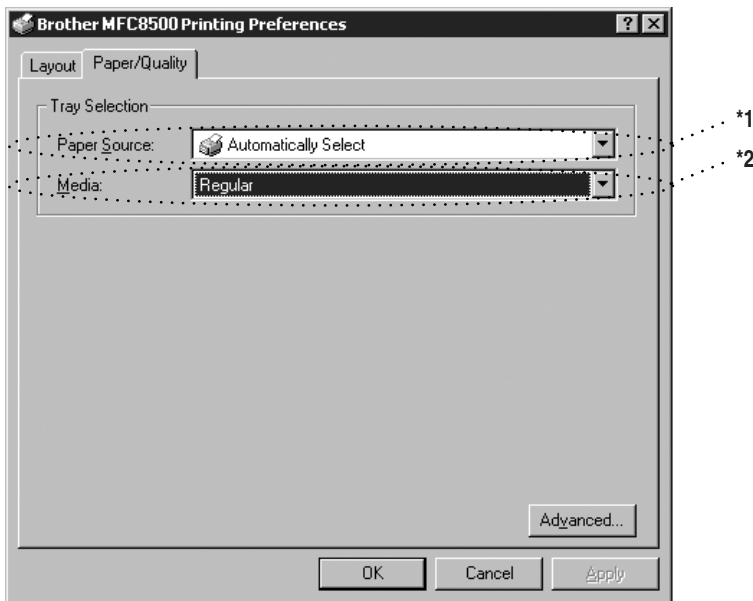 Brother MFC8500 Printing Preferences
Layout Paper/Quality
Tray Selection
Paper Source: Automatically Select *1
Media: Regular *2
Advanced...
OK Cancel Apply